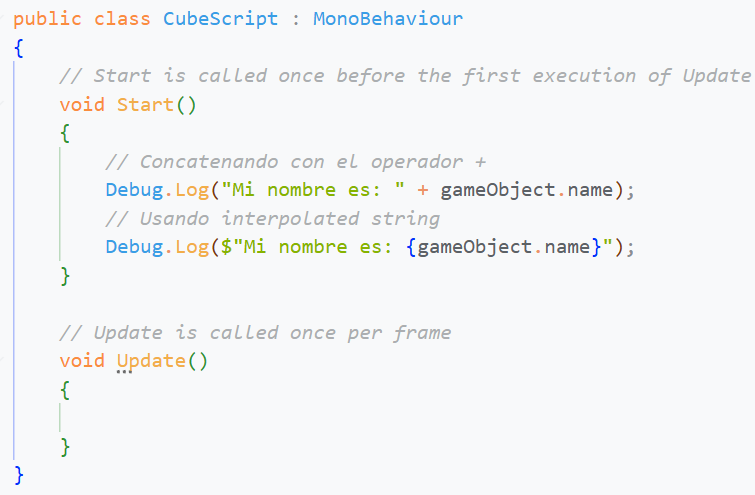 public class CubeScript : MonoBehaviour
{
    // Start is called once before the first execution of Update
    void Start()
    {
        // Concatenando con el operador +
        Debug.Log("Mi nombre es: " + gameObject.name);
        // Usando interpolated string
        Debug.Log($"Mi nombre es: {gameObject.name}");
    }

    // Update is called once per frame
    void Update()
    {

    }
}